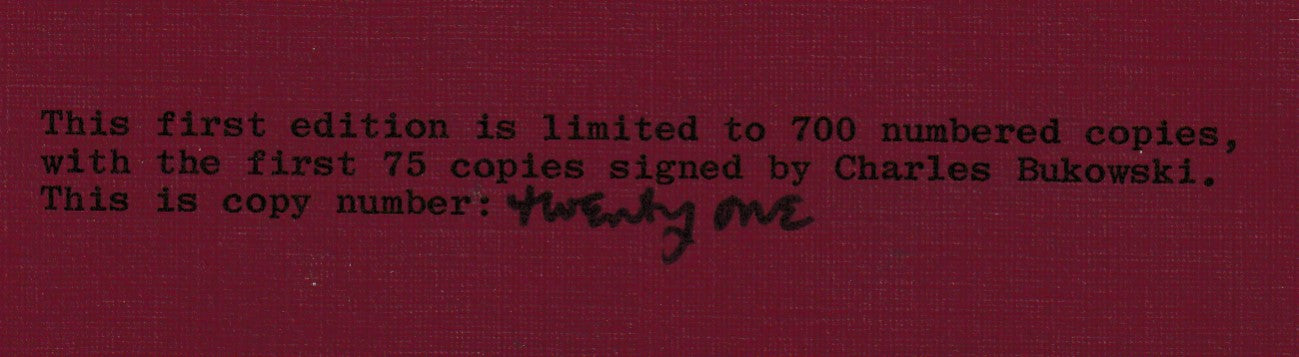 This first edition is limited to 700 numbered copies,
with the first 75 copies signed by Charles Bukowski.
This is copy number: twenty one